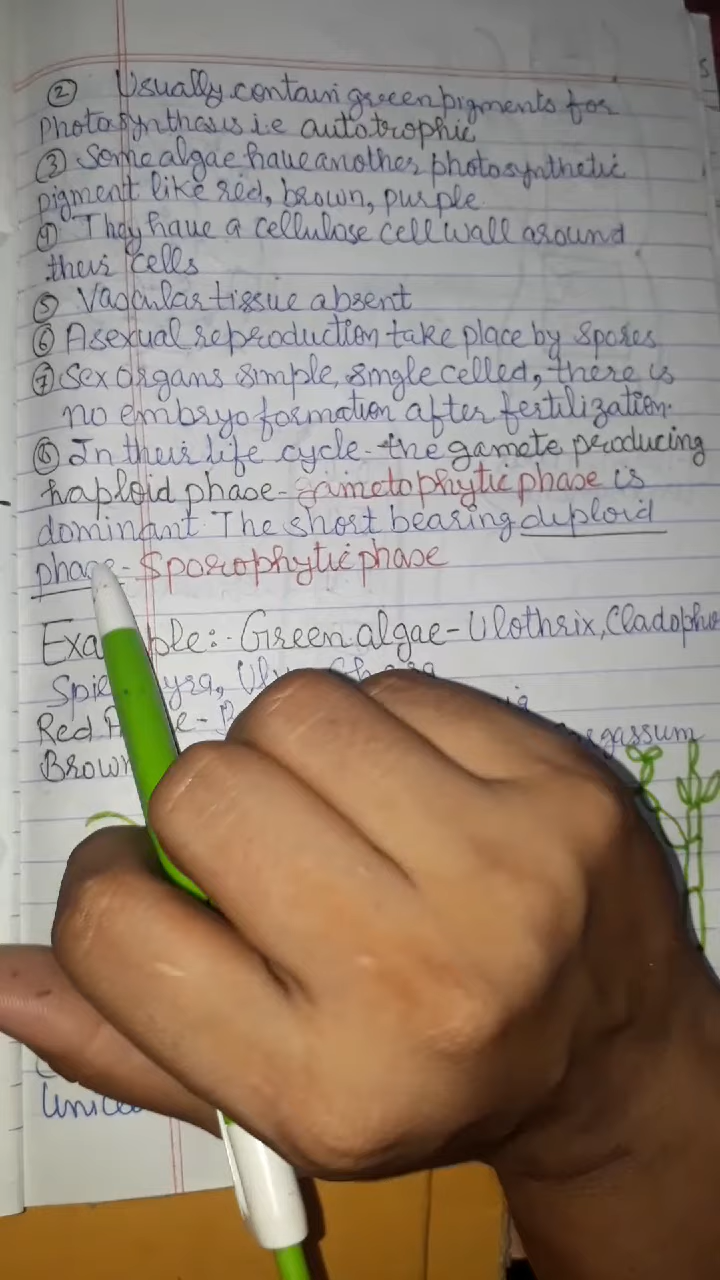 ② Usually contain green pigments for
Photosynthasis i.e autotrophic
③ Some algae have another photosynthetic
pigment like red, brown, purple
④ They have a cellulose cell wall around
their cells
⑤ Vascular tissue absent
⑥ Asexual reproduction take place by spores
⑦ Sex organs simple, single celled, there is
no embryo formation after fertilization.
⑧ In their life cycle - the gamete producing
haploid phase - gametophytic phase is
dominant. The short bearing duploid
phase - Sporophytic phase
Example:- Green algae - Ulothrix,
Red
Brown